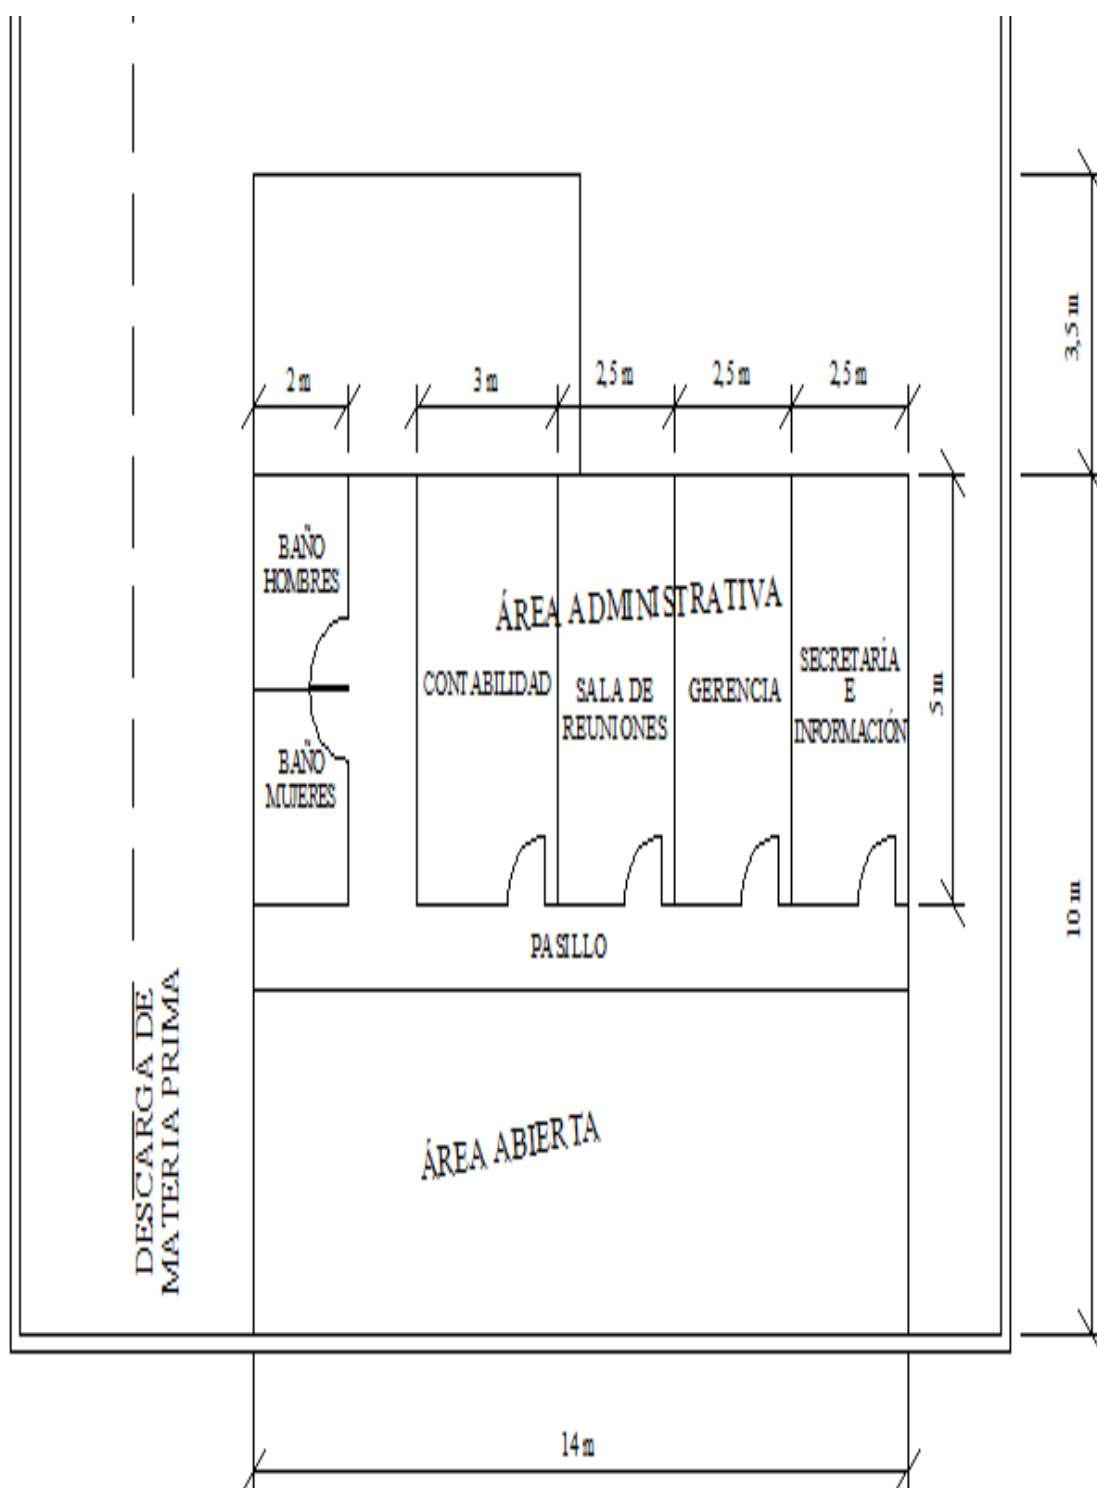 3,5 m
2 m
3 m
2,5 m
2,5 m
2,5 m
BAÑO
HOMBRES
ÁREA ADMINISTRATIVA
CONTABILIDAD
SALA DE
REUNIONES
GERENCIA
SECRETARÍA
E
INFORMACIÓN
5 m
BAÑO
MUJERES
10 m
PASILLO
DESCARGA DE
MATERIA PRIMA
ÁREA ABIERTA
14 m